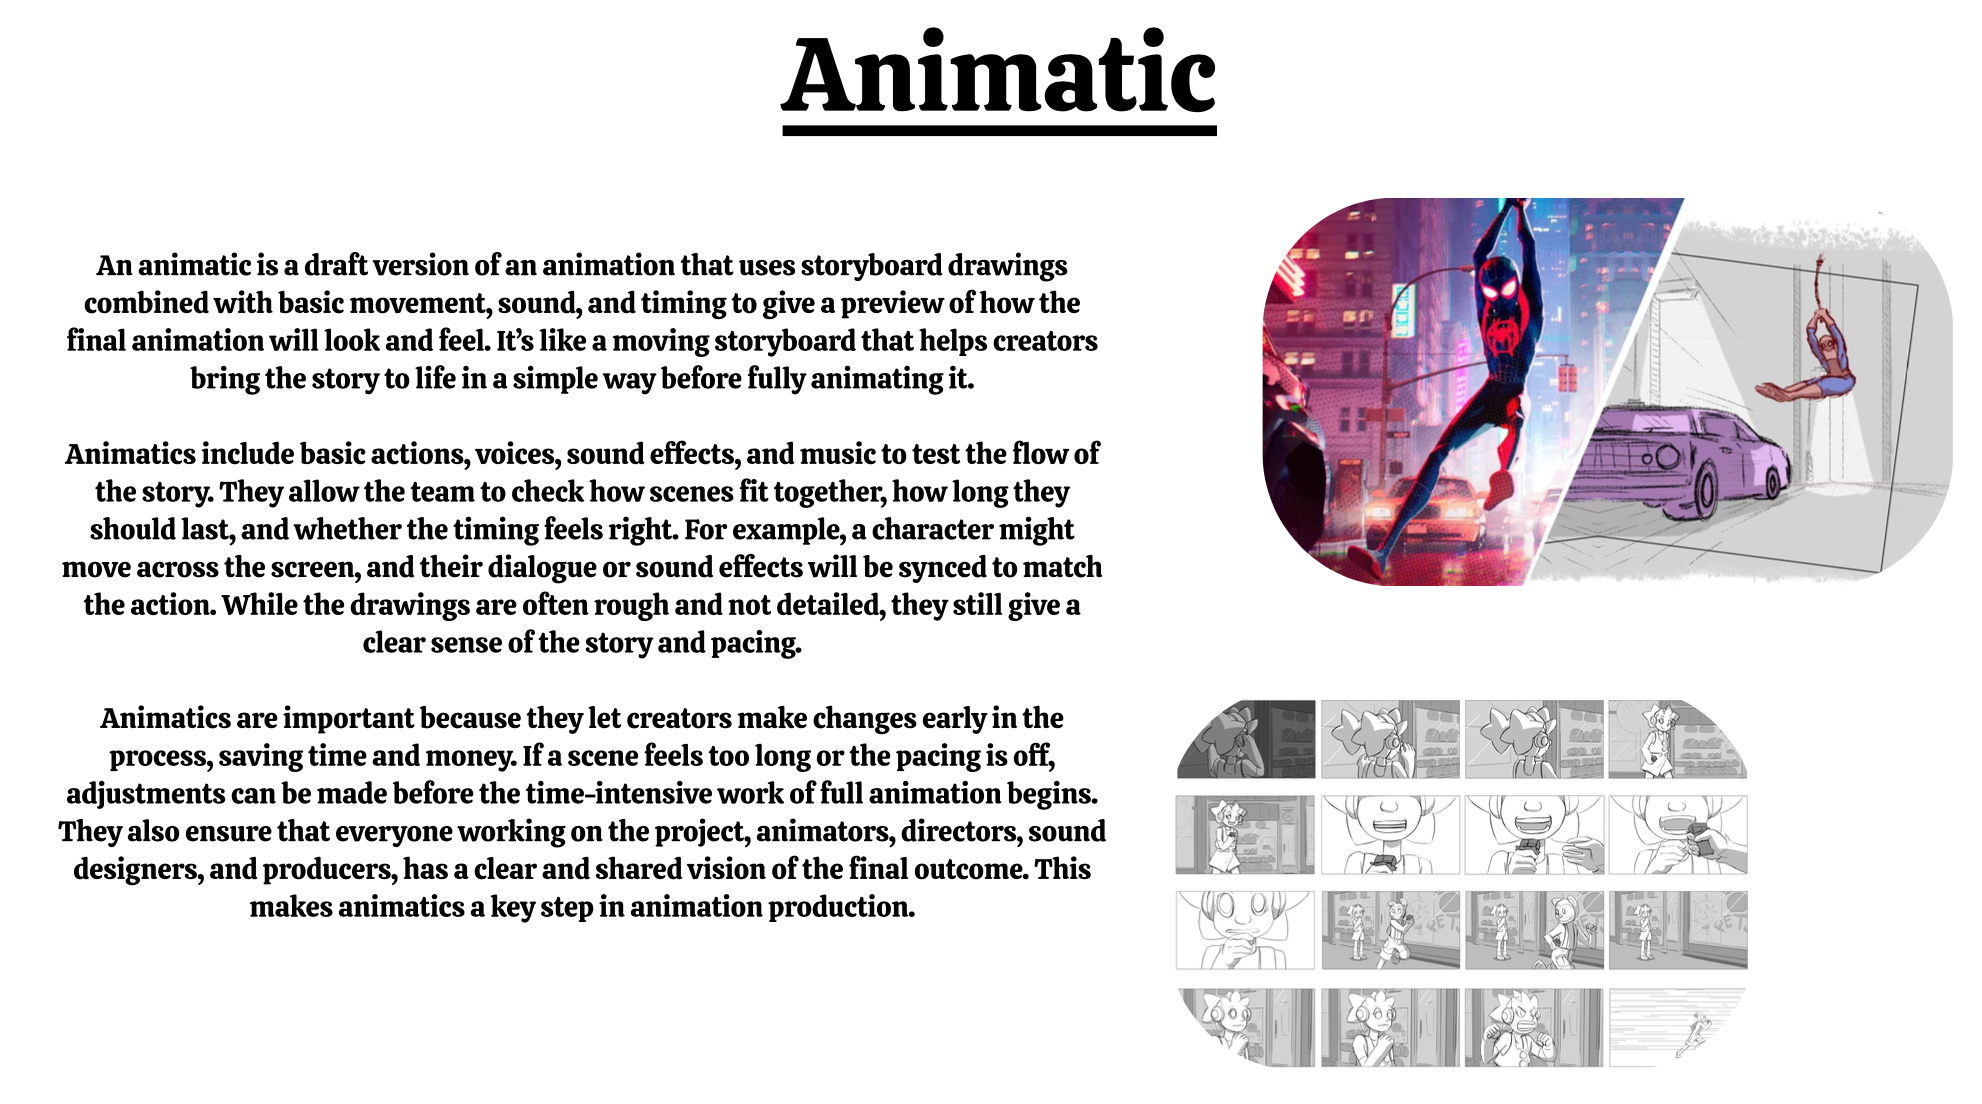 Animatic
An animatic is a draft version of an animation that uses storyboard drawings
combined with basic movement, sound, and timing to give a preview of how the
final animation will look and feel. It’s like a moving storyboard that helps creators
bring the story to life in a simple way before fully animating it.
Animatics include basic actions, voices, sound effects, and music to test the flow of
the story. They allow the team to check how scenes fit together, how long they
should last, and whether the timing feels right. For example, a character might
move across the screen, and their dialogue or sound effects will be synced to match
the action. While the drawings are often rough and not detailed, they still give a
clear sense of the story and pacing.
Animatics are important because they let creators make changes early in the
process, saving time and money. If a scene feels too long or the pacing is off,
adjustments can be made before the time-intensive work of full animation begins.
They also ensure that everyone working on the project, animators, directors, sound
designers, and producers, has a clear and shared vision of the final outcome. This
makes animatics a key step in animation production.